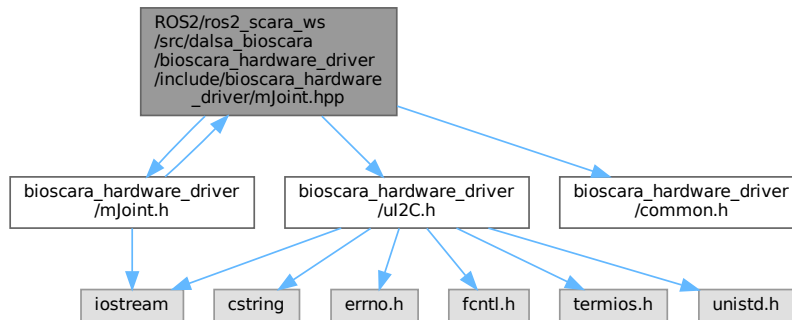 ROS2/ros2_scara_ws
/src/dalsa_bioscara
/bioscara_hardware_driver
/include/bioscara_hardware
_driver/mJoint.hpp
bioscara_hardware_driver
/mJoint.h
bioscara_hardware_driver
/uI2C.h
bioscara_hardware_driver
/common.h
iostream
cstring
errno.h
fcntl.h
termios.h
unistd.h